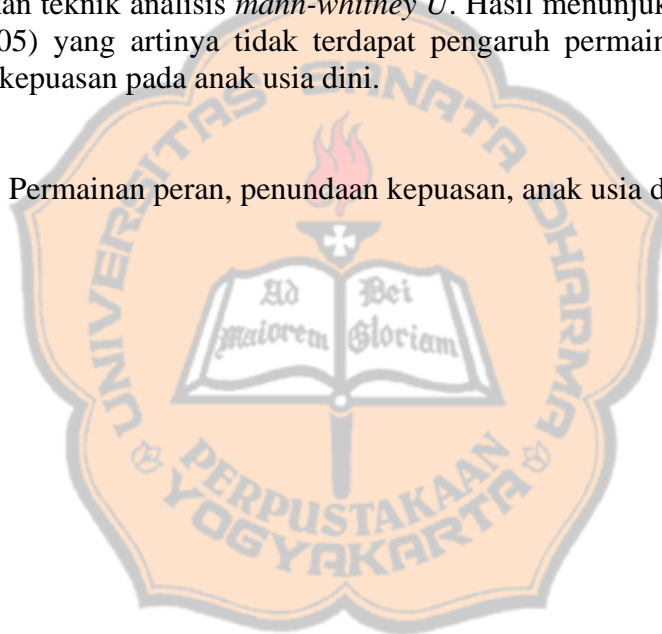 an teknik analisis mann-whitney U. Hasil menunjuk
05) yang artinya tidak terdapat pengaruh permain
kepuasan pada anak usia dini.
Permainan peran, penundaan kepuasan, anak usia d
UNIVERSITAS SANATA DHARMA
Ad Maiorem
Dei Gloriam
PERPUSTAKAAN
YOGYAKARTA